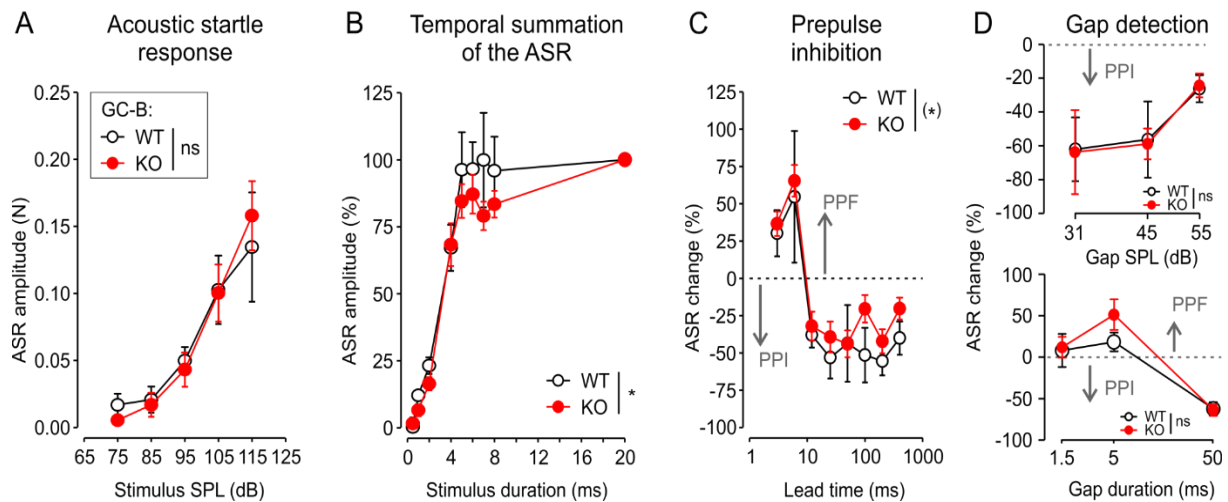 A
Acoustic startle
response
ASR amplitude (N)
0.25
0.20
0.15
0.10
0.05
0.00
GC-B:
WT
KO
ns
65 75 85 95 105 115 125
Stimulus SPL (dB)
B
Temporal summation
of the ASR
ASR amplitude (%)
125
100
75
50
25
0
WT
KO
*
0 4 8 12 16 20
Stimulus duration (ms)
C
Prepulse
inhibition
ASR change (%)
125
100
75
50
25
0
-25
-50
-75
-100
WT
KO
(*)
PPF
PPI
1 10 100 1000
Lead time (ms)
D
Gap detection
0
-20
-40
-60
-80
-100
PPI
WT
KO
ns
31 45 55
Gap SPL (dB)
ASR change (%)
100
50
0
-50
-100
PPF
PPI
WT
KO
ns
1.5 5 50
Gap duration (ms)